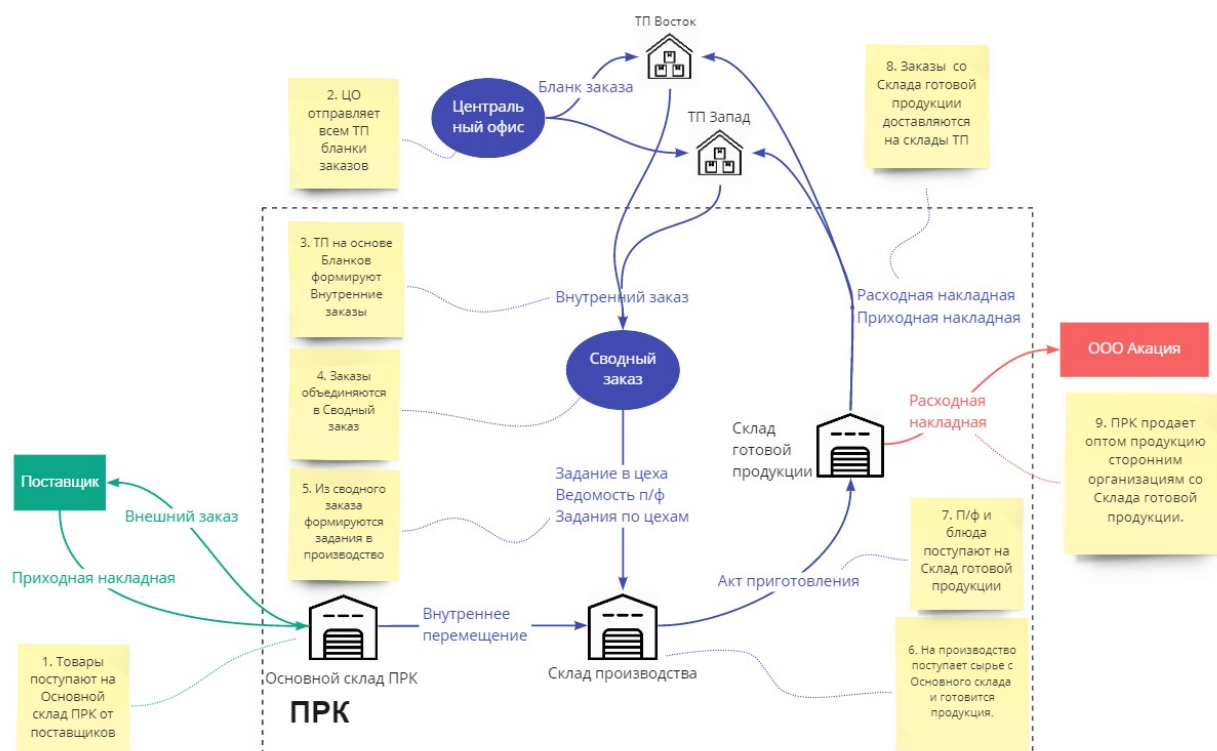 ТП Восток
2. ЦО
отправляет
всем ТП
бланки
заказов
Централь
ный офис
Бланк заказа
ТП Запад
8. Заказы со
Склада готовой
продукции
доставляются
на склады ТП
3. ТП на основе
Бланков
формируют
Внутренние
заказы
Внутренний заказ
Расходная накладная
Приходная накладная
4. Заказы
объединяются
в Сводный
заказ
Сводный
заказ
ООО Акация
Расходная
накладная
Склад
готовой
продукции
9. ПРК продает
оптом продукцию
сторонним
организациям со
Склада готовой
продукции.
Поставщик
Внешний заказ
Приходная накладная
5. Из сводного
заказа
формируются
задания в
производство
Задание в цеха
Ведомость п/ф
Задания по цехам
7. П/ф и
блюда
поступают на
Склад готовой
продукции
Акт приготовления
Внутреннее
перемещение
1. Товары
поступают на
Основной
склад ПРК от
поставщиков
Основной склад ПРК
Склад производства
6. На производство
поступает сырье с
Основного склада
и готовится
продукция.
ПРК